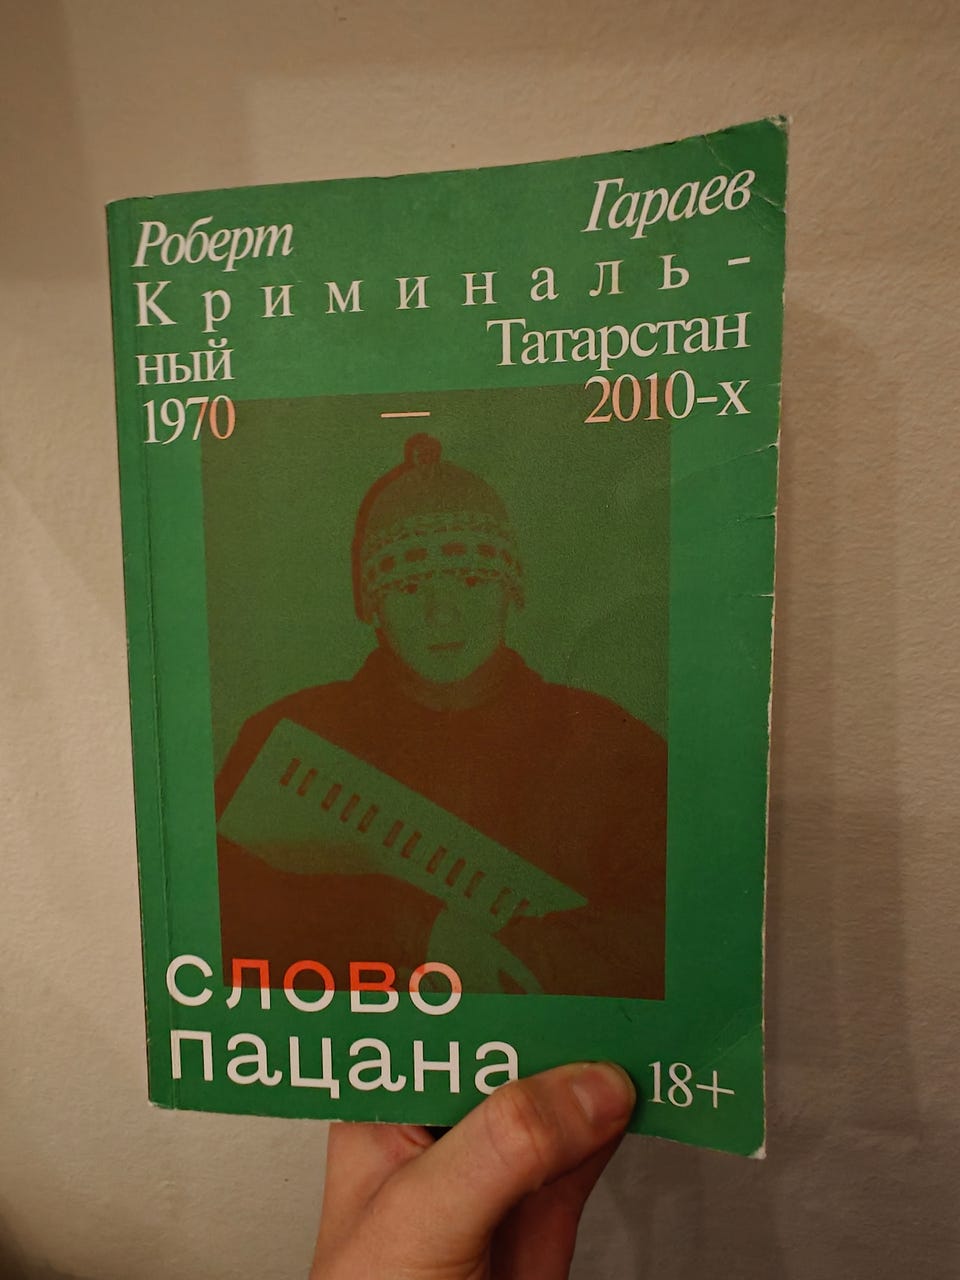 Роберт Гараев
Криминаль-
ный Татарстан
1970 — 2010-х
слово
пацана
18+